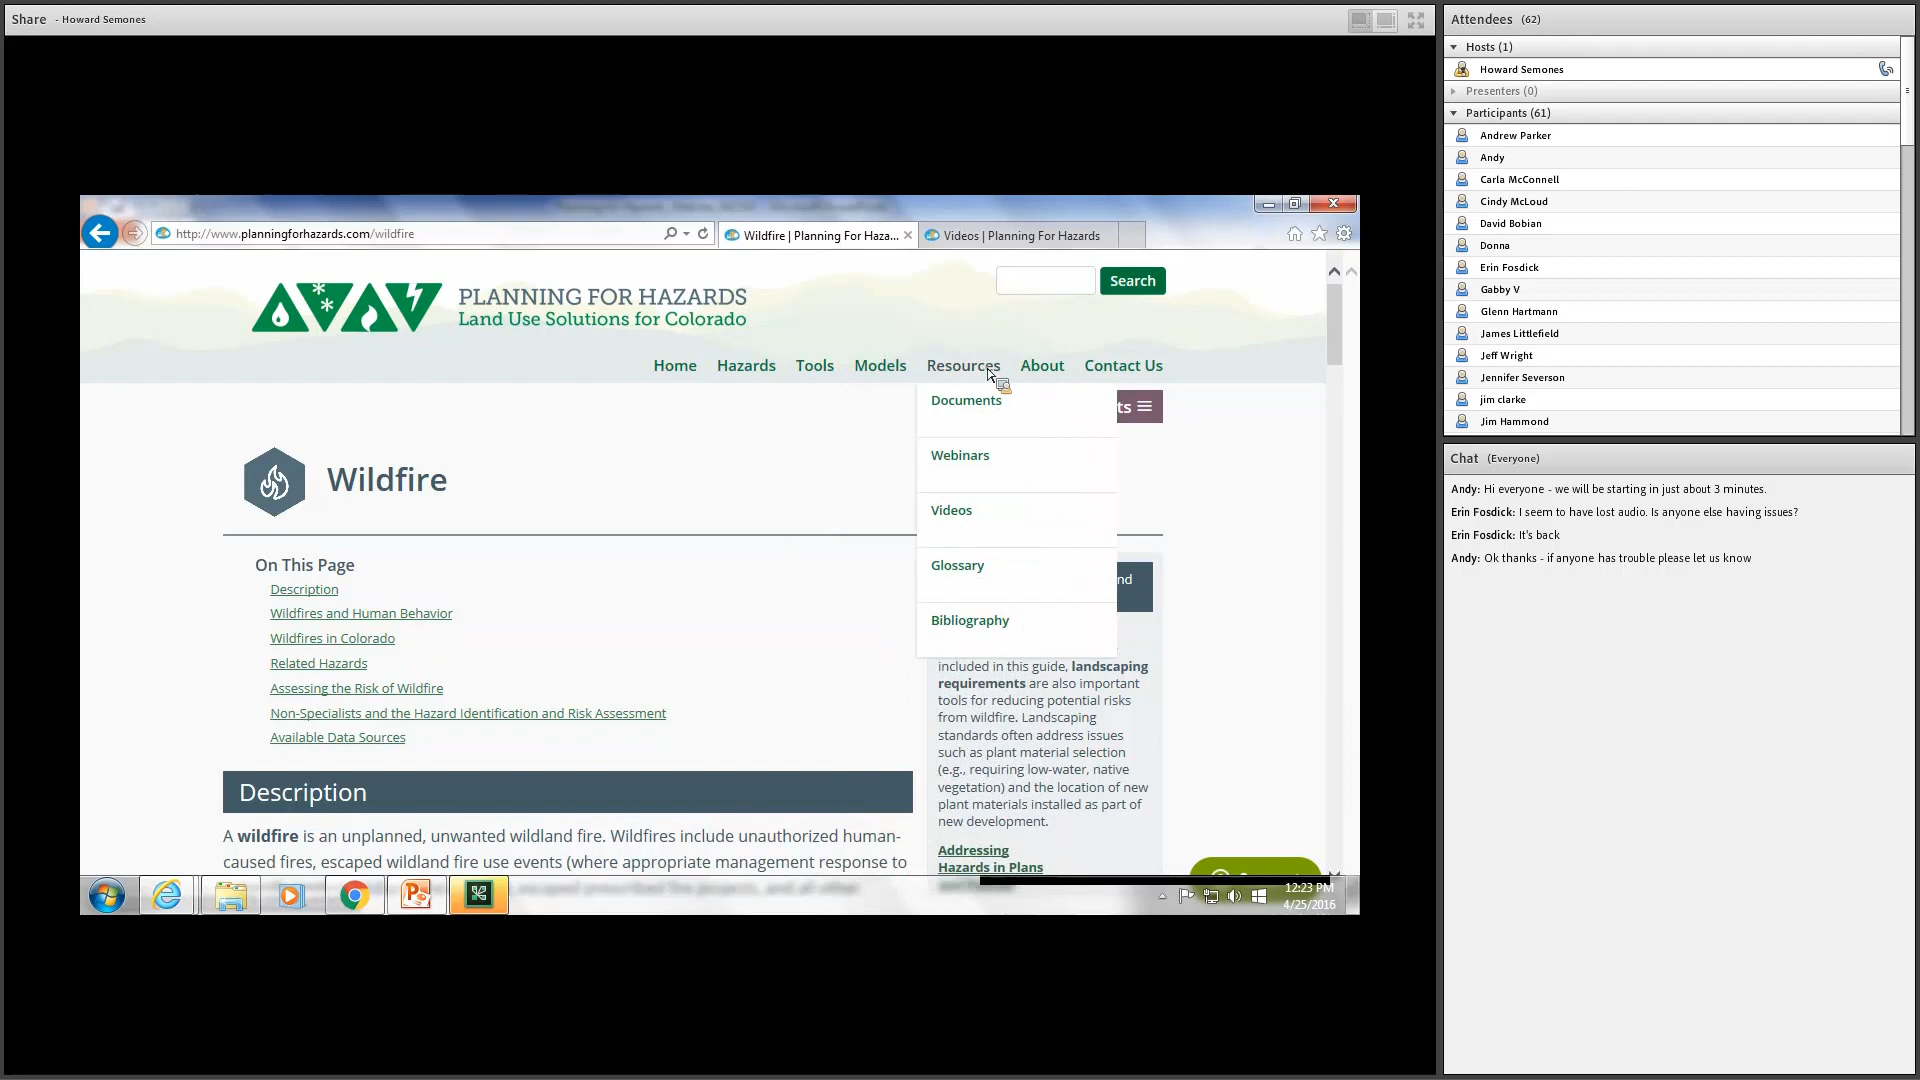 Share - Howard Semones
http://www.planningforhazards.com/wildfire
Wildfire | Planning For Haza...
Videos | Planning For Hazards
PLANNING FOR HAZARDS
Land Use Solutions for Colorado
Search
Home Hazards Tools Models Resources About Contact Us
Documents
Webinars
Videos
Glossary
Bibliography
ts
Wildfire
On This Page
Description
Wildfires and Human Behavior
Wildfires in Colorado
Related Hazards
Assessing the Risk of Wildfire
Non-Specialists and the Hazard Identification and Risk Assessment
Available Data Sources
Description
A wildfire is an unplanned, unwanted wildland fire. Wildfires include unauthorized human-
caused fires, escaped wildland fire use events (where appropriate management response to
nd
included in this guide, landscaping
requirements are also important
tools for reducing potential risks
from wildfire. Landscaping
standards often address issues
such as plant material selection
(e.g., requiring low-water, native
vegetation) and the location of new
plant materials installed as part of
new development.
Addressing
Hazards in Plans
12:23 PM
4/25/2016
Attendees (62)
Hosts (1)
Howard Semones
Presenters (0)
Participants (61)
Andrew Parker
Andy
Carla McConnell
Cindy McLoud
David Bobian
Donna
Erin Fosdick
Gabby V
Glenn Hartmann
James Littlefield
Jeff Wright
Jennifer Severson
jim clarke
Jim Hammond
Chat (Everyone)
Andy: Hi everyone - we will be starting in just about 3 minutes.
Erin Fosdick: I seem to have lost audio. Is anyone else having issues?
Erin Fosdick: It's back
Andy: Ok thanks - if anyone has trouble please let us know